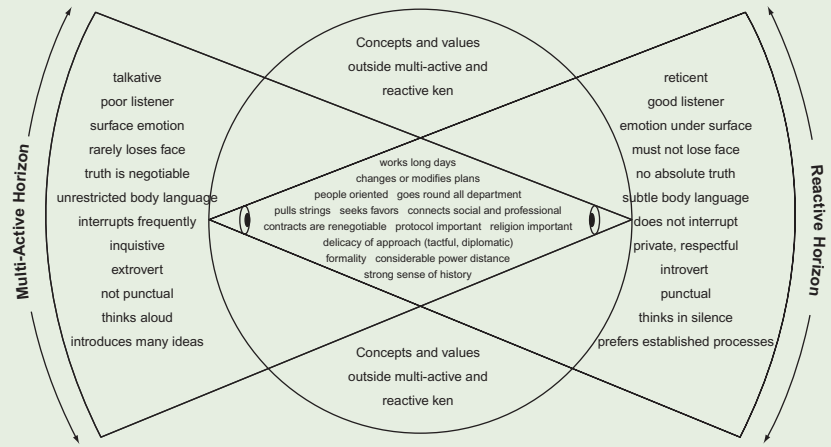 Concepts and values
outside multi-active and
reactive ken
Multi-Active Horizon
talkative
poor listener
surface emotion
rarely loses face
truth is negotiable
unrestricted body language
interrupts frequently
inquistive
extrovert
not punctual
thinks aloud
introduces many ideas
works long days
changes or modifies plans
people oriented goes round all department
pulls strings seeks favors connects social and professional
contracts are renegotiable protocol important religion important
delicacy of approach (tactful, diplomatic)
formality considerable power distance
strong sense of history
reticent
good listener
emotion under surface
must not lose face
no absolute truth
subtle body language
does not interrupt
private, respectful
introvert
punctual
thinks in silence
prefers established processes
Reactive Horizon
Concepts and values
outside multi-active and
reactive ken